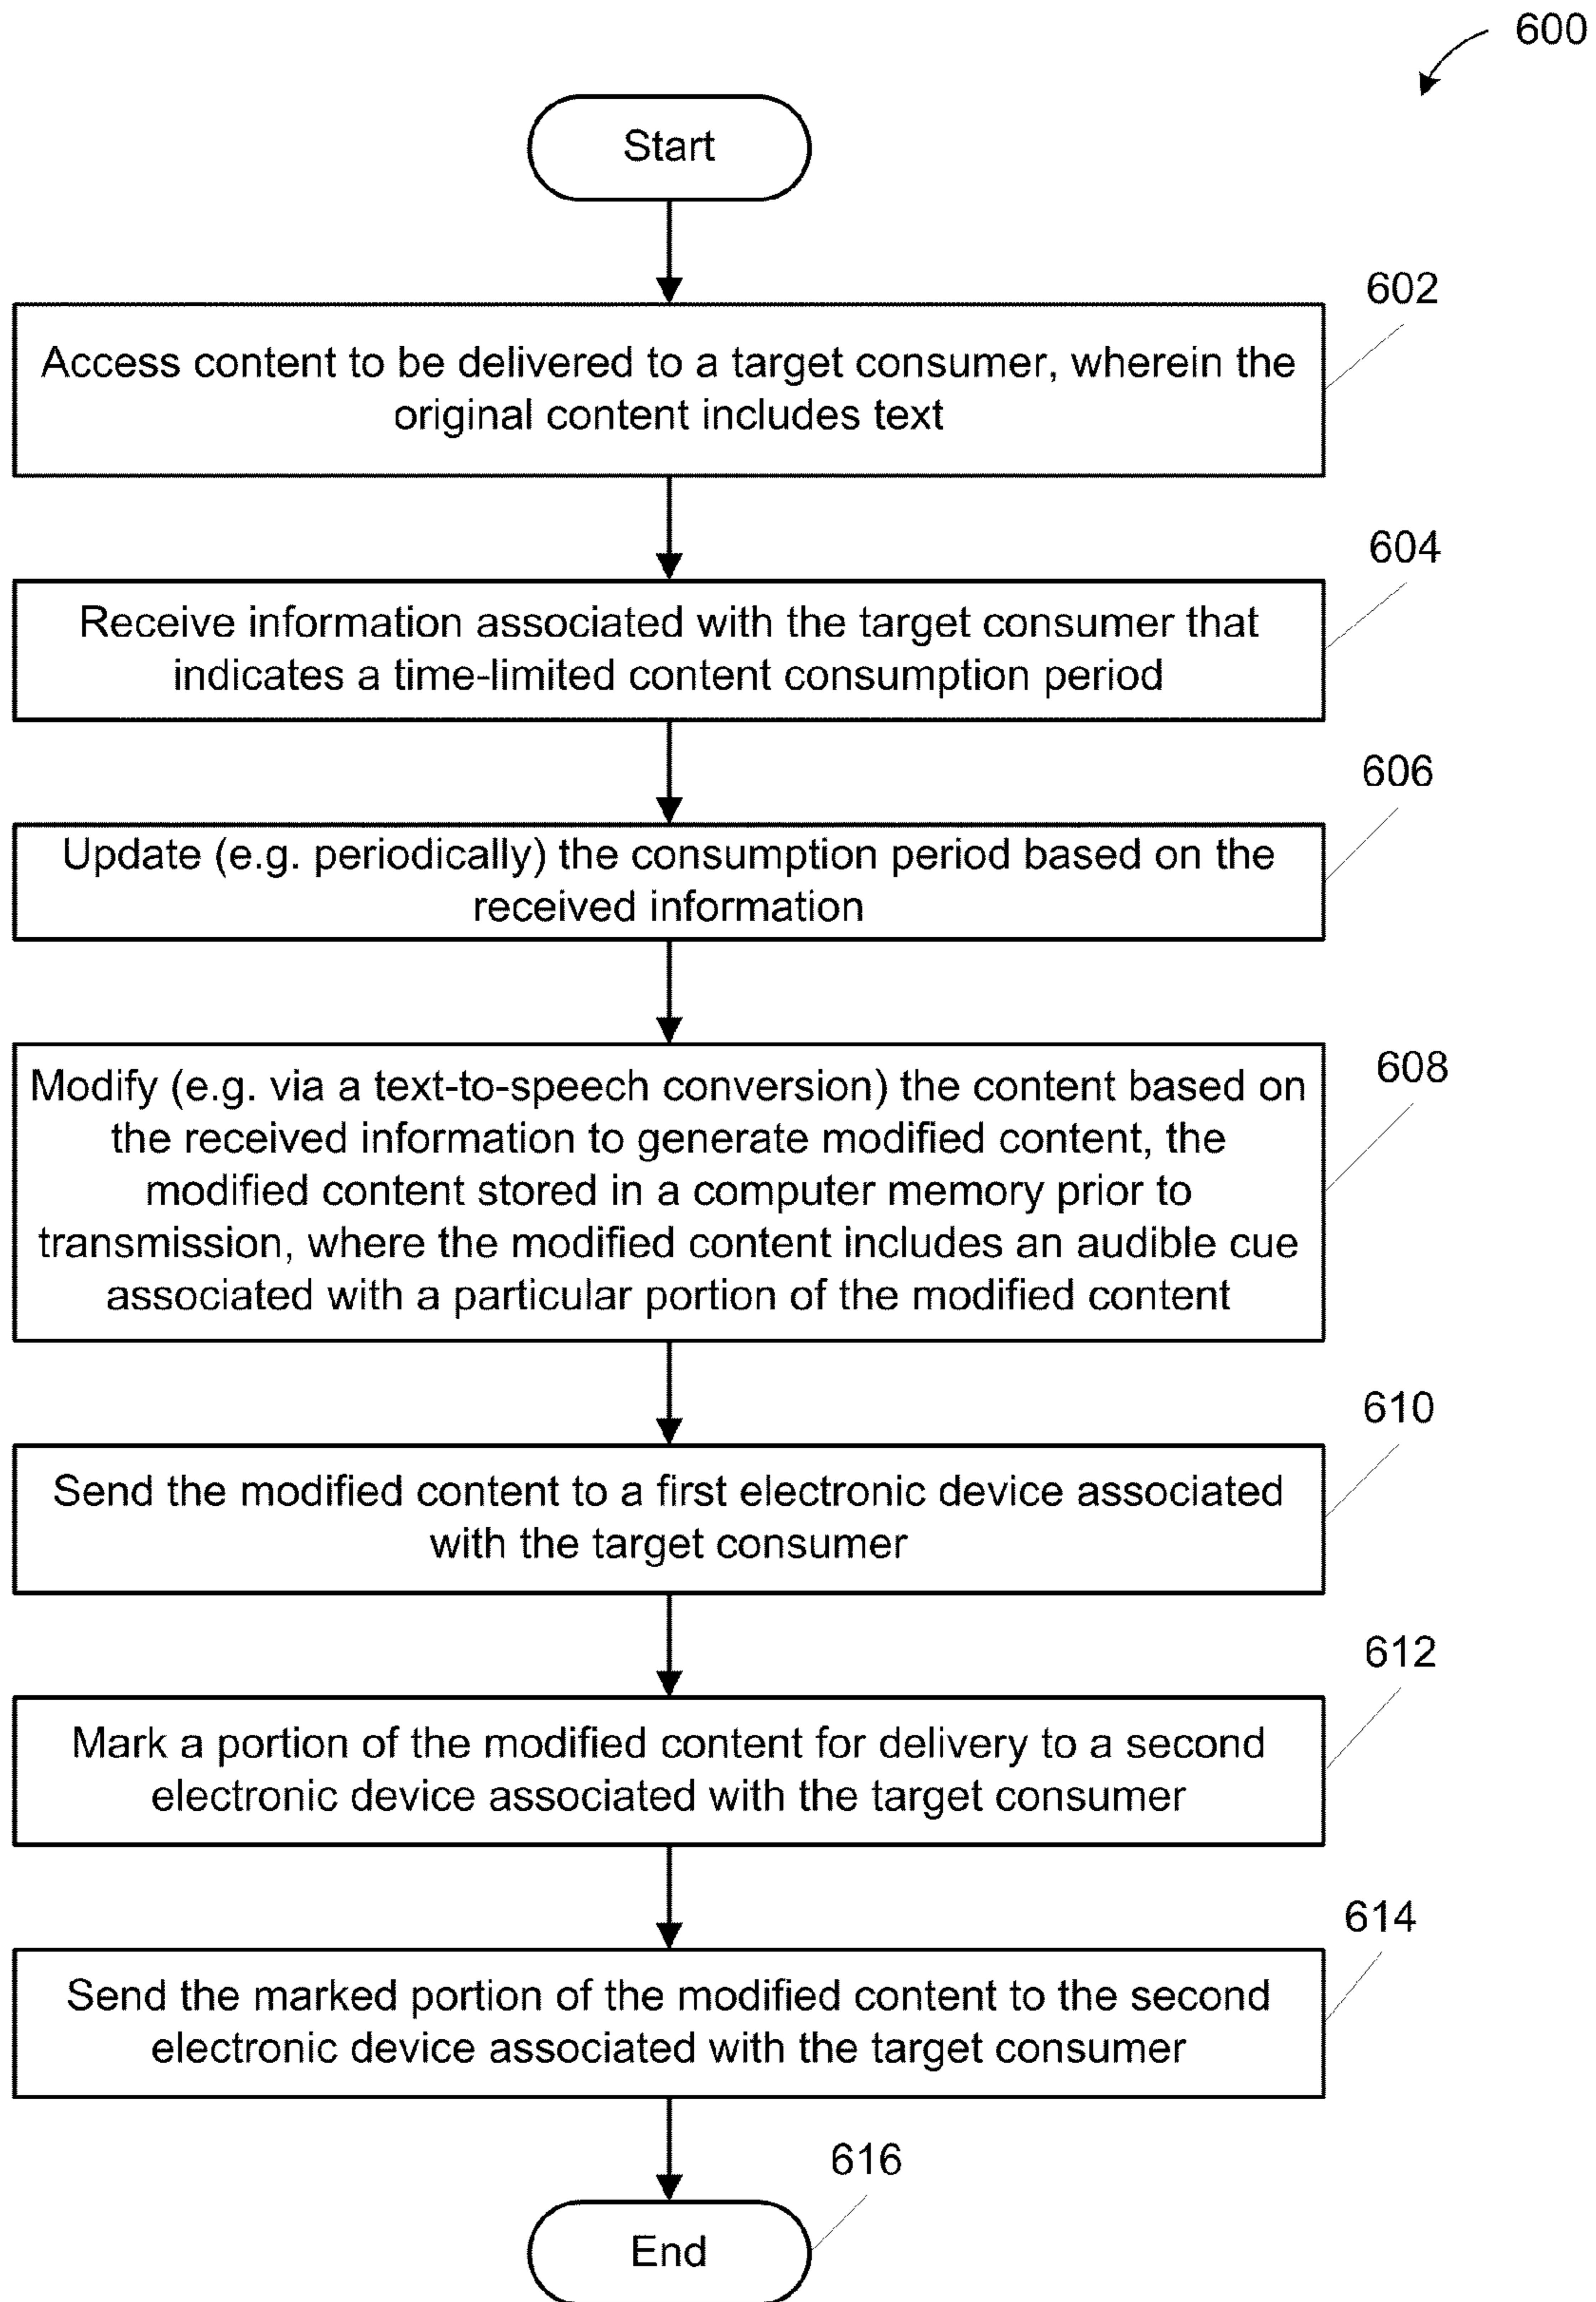 600
Start
602
Access content to be delivered to a target consumer, wherein the
original content includes text
604
Receive information associated with the target consumer that
indicates a time-limited content consumption period
606
Update (e.g. periodically) the consumption period based on the
received information
608
Modify (e.g. via a text-to-speech conversion) the content based on
the received information to generate modified content, the
modified content stored in a computer memory prior to
transmission, where the modified content includes an audible cue
associated with a particular portion of the modified content
610
Send the modified content to a first electronic device associated
with the target consumer
612
Mark a portion of the modified content for delivery to a second
electronic device associated with the target consumer
614
Send the marked portion of the modified content to the second
electronic device associated with the target consumer
616
End